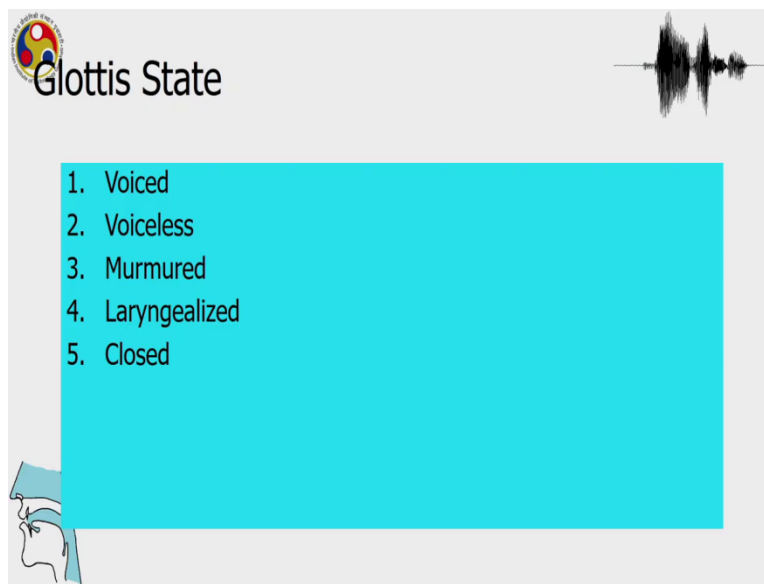 Glottis State
1. Voiced
2. Voiceless
3. Murmured
4. Laryngealized
5. Closed